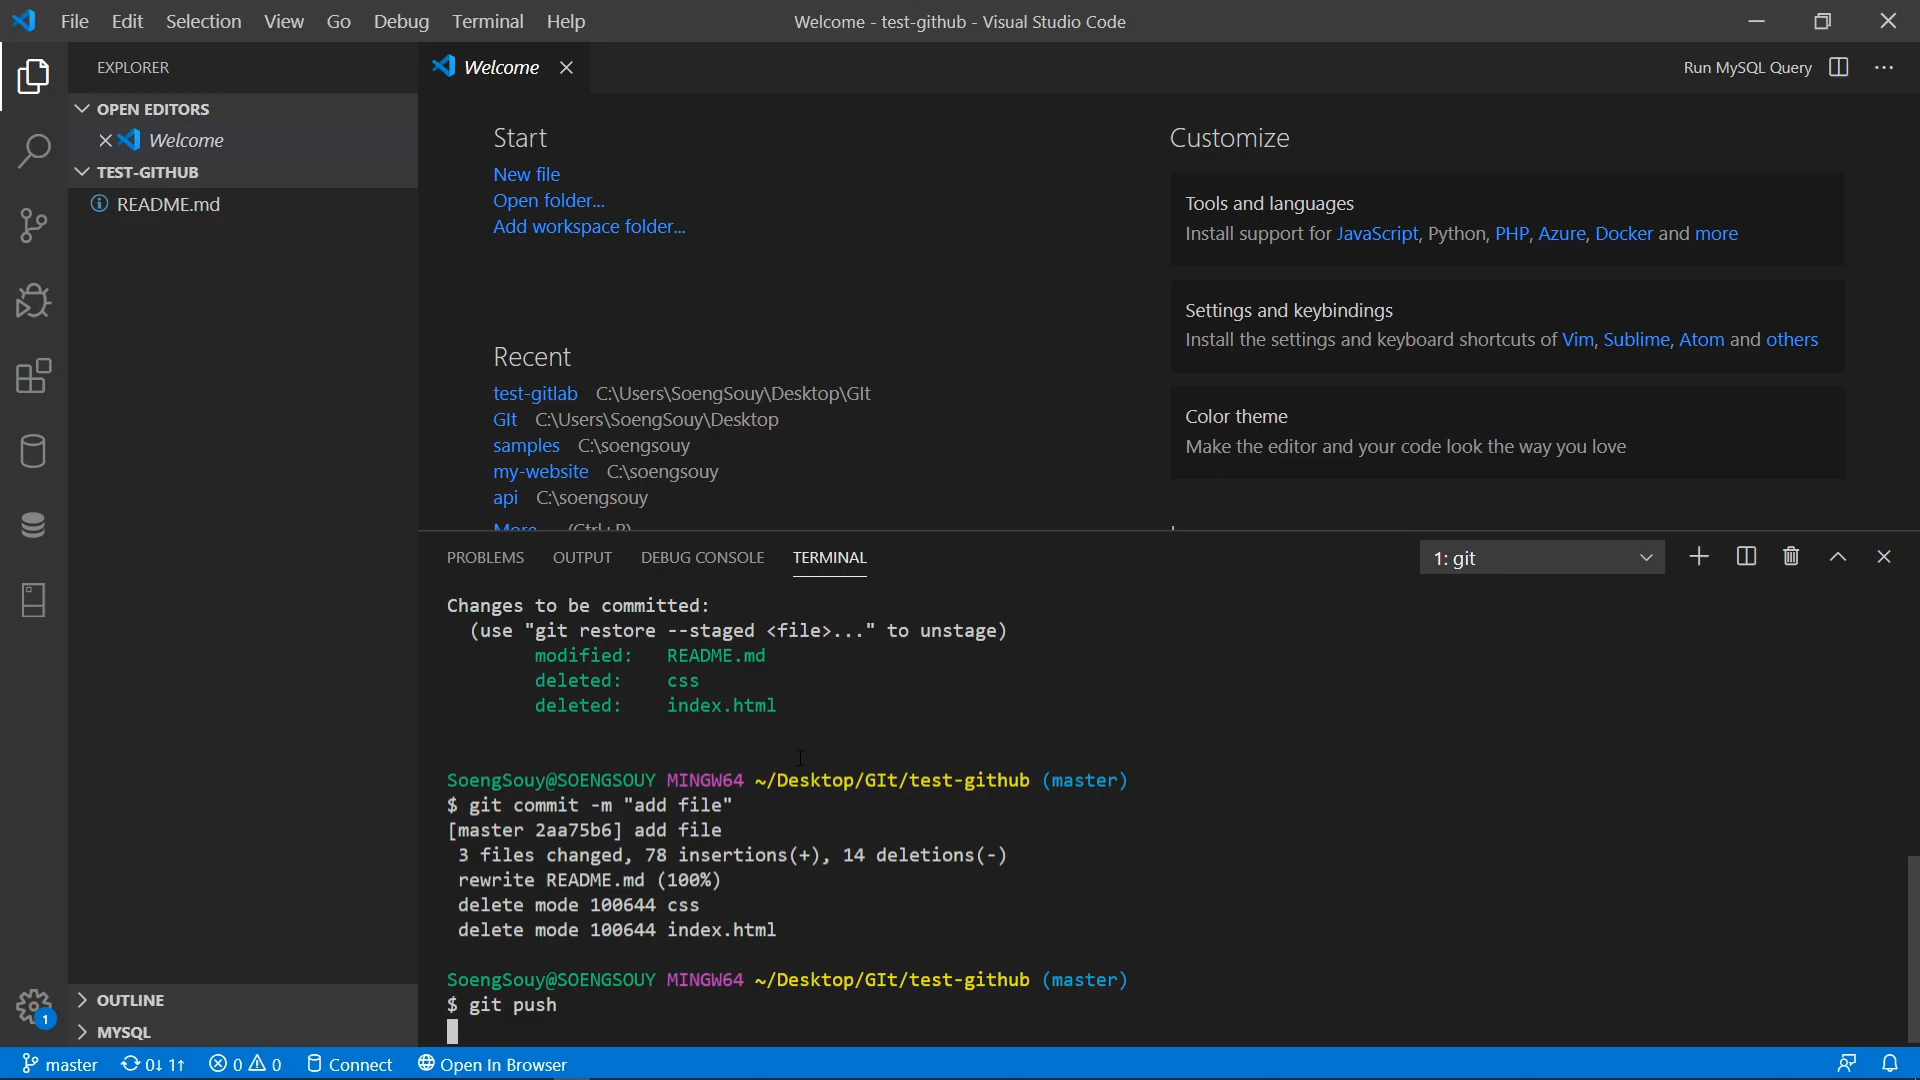 File Edit Selection View Go Debug Terminal Help
Welcome - test-github - Visual Studio Code
EXPLORER
OPEN EDITORS
Welcome
TEST-GITHUB
README.md
OUTLINE
MYSQL
1
Welcome
Run MySQL Query
Start
New file
Open folder...
Add workspace folder...
Recent
test-gitlab C:\Users\SoengSouy\Desktop\GIt
GIt C:\Users\SoengSouy\Desktop
samples C:\soengsouy
my-website C:\soengsouy
api C:\soengsouy
More... (Ctrl+R)
Customize
Tools and languages
Install support for JavaScript, Python, PHP, Azure, Docker and more
Settings and keybindings
Install the settings and keyboard shortcuts of Vim, Sublime, Atom and others
Color theme
Make the editor and your code look the way you love
PROBLEMS OUTPUT DEBUG CONSOLE TERMINAL
1: git
Changes to be committed:
(use "git restore --staged <file>..." to unstage)
modified: README.md
deleted: css
deleted: index.html
SoengSouy@SOENGSOUY MINGW64 ~/Desktop/GIt/test-github (master)
$ git commit -m "add file"
[master 2aa75b6] add file
3 files changed, 78 insertions(+), 14 deletions(-)
rewrite README.md (100%)
delete mode 100644 css
delete mode 100644 index.html
SoengSouy@SOENGSOUY MINGW64 ~/Desktop/GIt/test-github (master)
$ git push
master 0↓ 1↑ 0 0 Connect Open In Browser